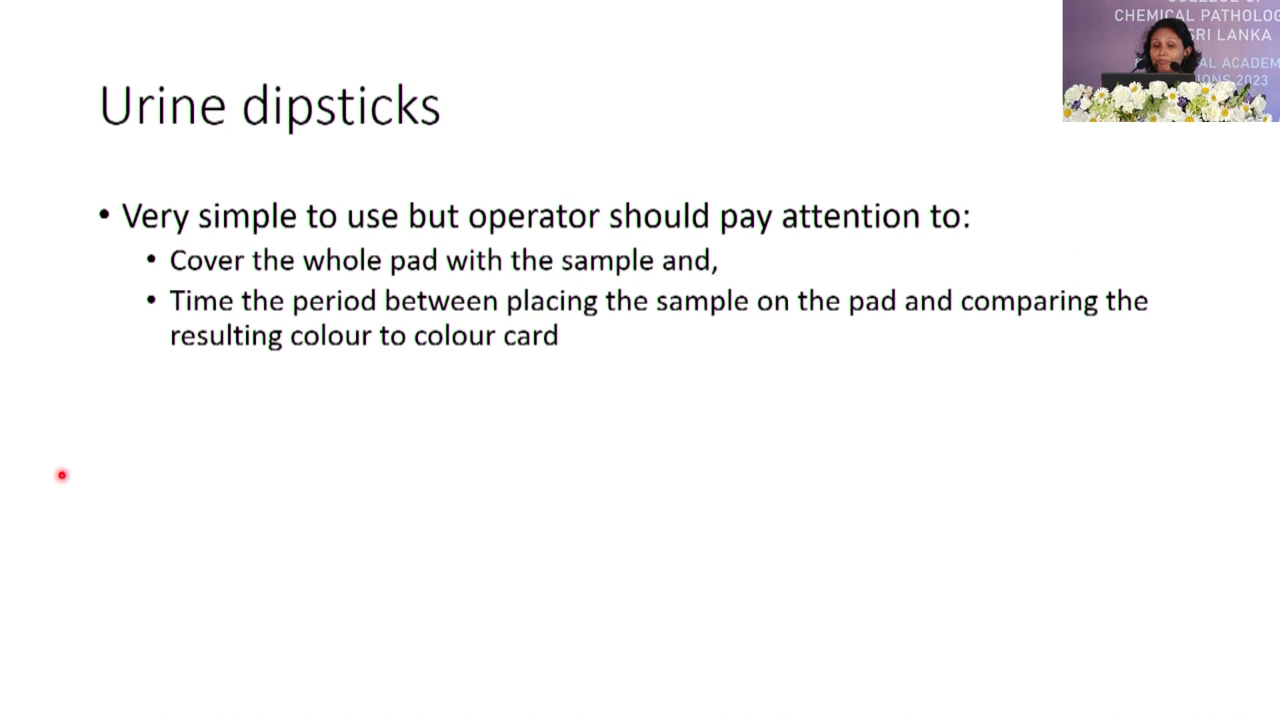 CHEMICAL PATHOLOG
SRI LANKA
AL ACADEM
IONS 2023
Urine dipsticks
• Very simple to use but operator should pay attention to:
• Cover the whole pad with the sample and,
• Time the period between placing the sample on the pad and comparing the
resulting colour to colour card